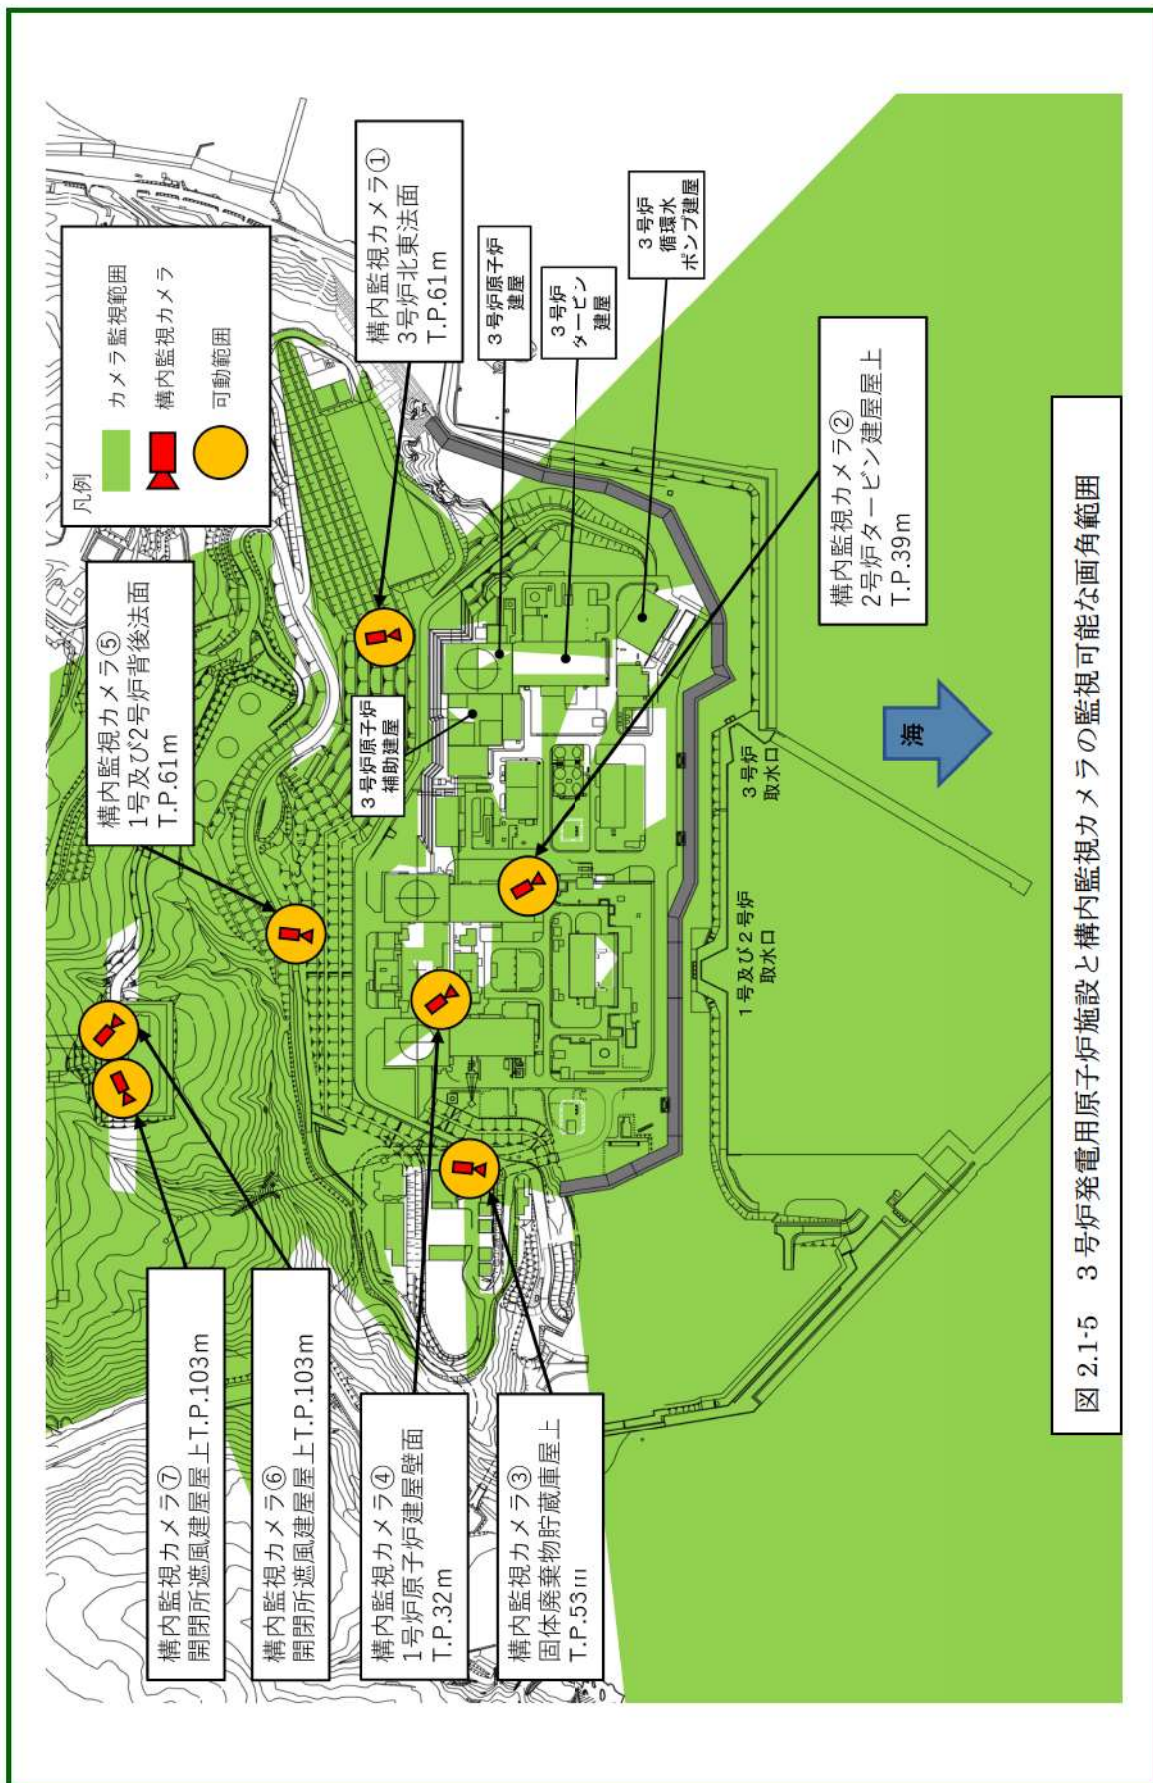 凡例
カメラ監視範囲
構内監視カメラ
可動範囲
構内監視カメラ⑦
開閉所遮風建屋屋上T.P.103m
構内監視カメラ⑥
開閉所遮風建屋屋上T.P.103m
構内監視カメラ⑤
1号及び2号炉背後法面
T.P.61m
構内監視カメラ①
3号炉北東法面
T.P.61m
構内監視カメラ④
1号炉原子炉建屋壁面
T.P.32m
構内監視カメラ③
固体廃棄物貯蔵庫屋上
T.P.53m
3号炉原子炉
補助建屋
3号炉原子炉
建屋
3号炉
タービン
建屋
3号炉
循環水
ポンプ建屋
構内監視カメラ②
2号炉タービン建屋屋上
T.P.39m
1号及び2号炉
取水口
3号炉
取水口
海
図 2.1-5 3号炉発電用原子炉施設と構内監視カメラの監視可能な画角範囲